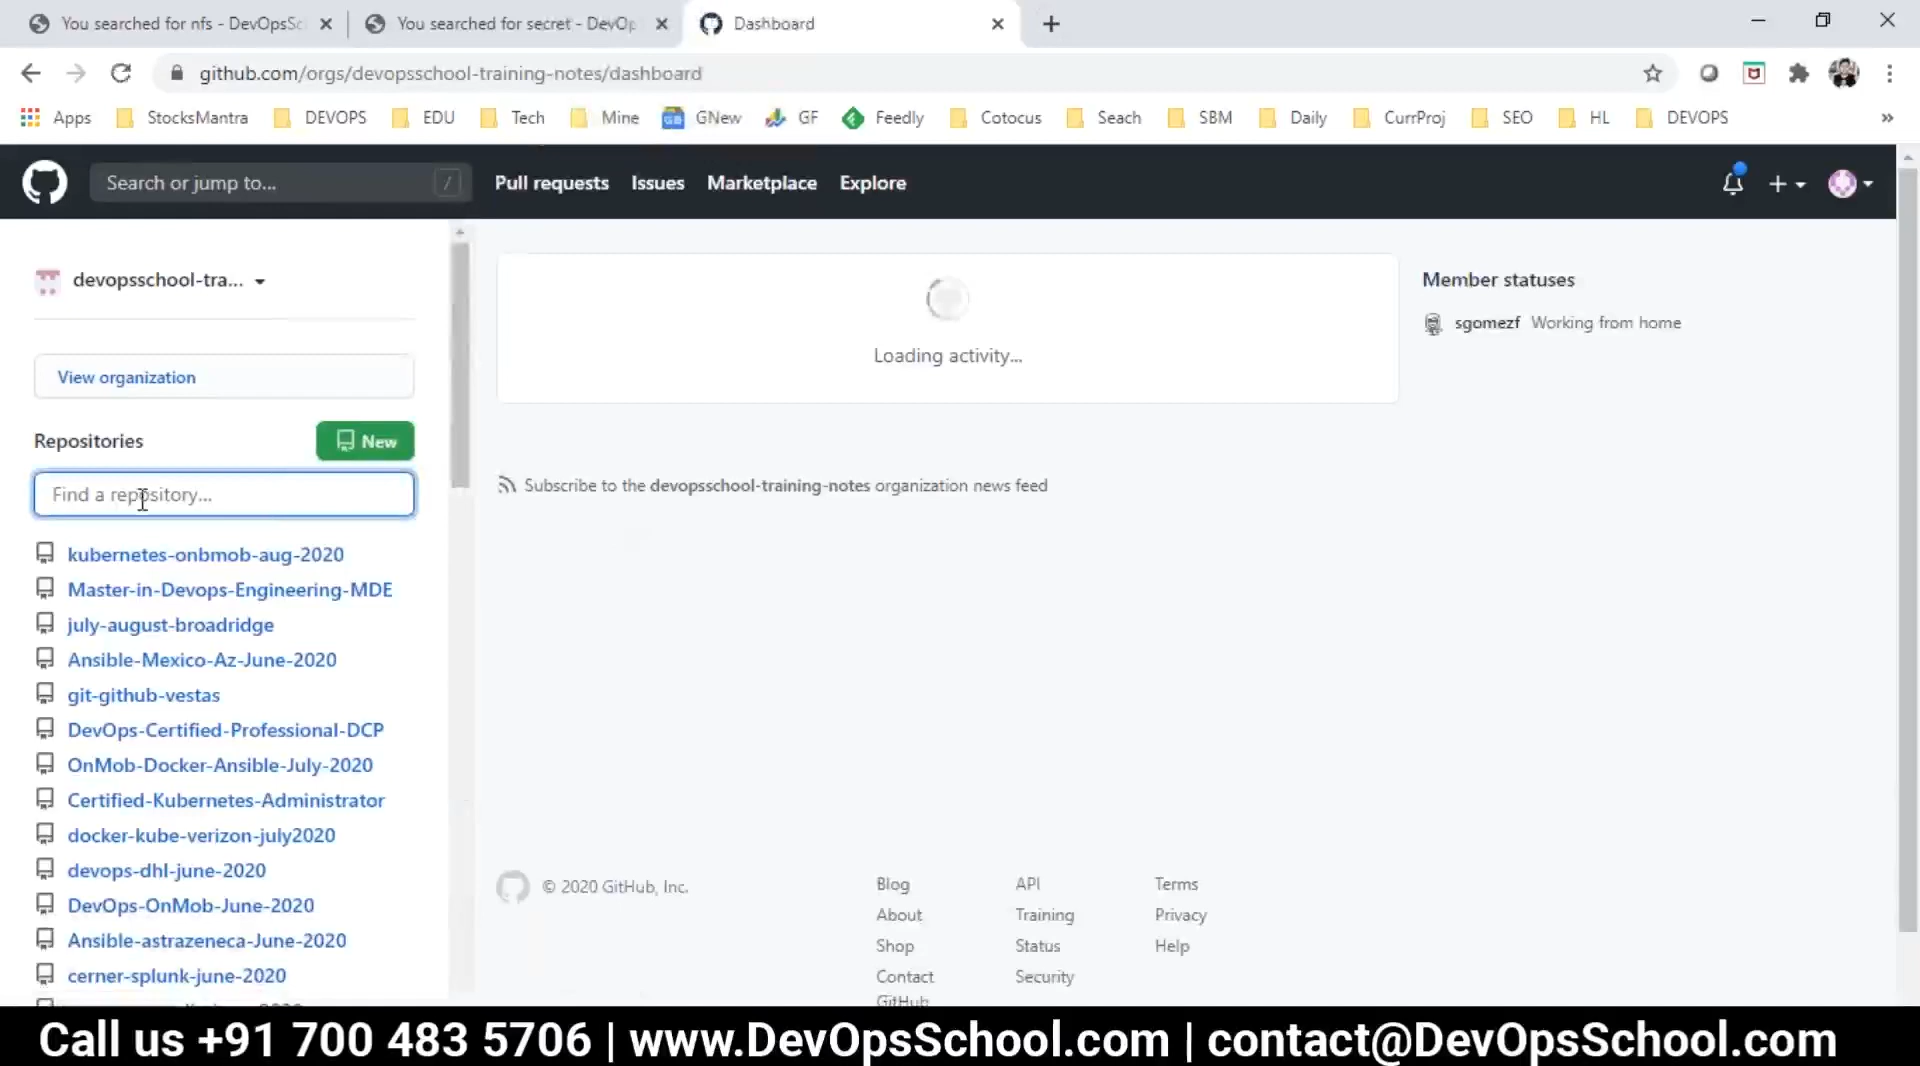 You searched for nfs - DevOpsSc
You searched for secret - DevOp
Dashboard
github.com/orgs/devopsschool-training-notes/dashboard
Apps StocksMantra DEVOPS EDU Tech Mine GNew GF Feedly Cotocus Seach SBM Daily CurrProj SEO HL DEVOPS »
Search or jump to... /
Pull requests Issues Marketplace Explore
devopsschool-tra...
View organization
Repositories
New
Find a repository...
kubernetes-onbmob-aug-2020
Master-in-Devops-Engineering-MDE
july-august-broadridge
Ansible-Mexico-Az-June-2020
git-github-vestas
DevOps-Certified-Professional-DCP
OnMob-Docker-Ansible-July-2020
Certified-Kubernetes-Administrator
docker-kube-verizon-july2020
devops-dhl-june-2020
DevOps-OnMob-June-2020
Ansible-astrazeneca-June-2020
cerner-splunk-june-2020
Loading activity...
Subscribe to the devopsschool-training-notes organization news feed
Member statuses
sgomezf Working from home
© 2020 GitHub, Inc.
Blog
About
Shop
Contact
GitHub
API
Training
Status
Security
Terms
Privacy
Help
Call us +91 700 483 5706 | www.DevOpsSchool.com | contact@DevOpsSchool.com